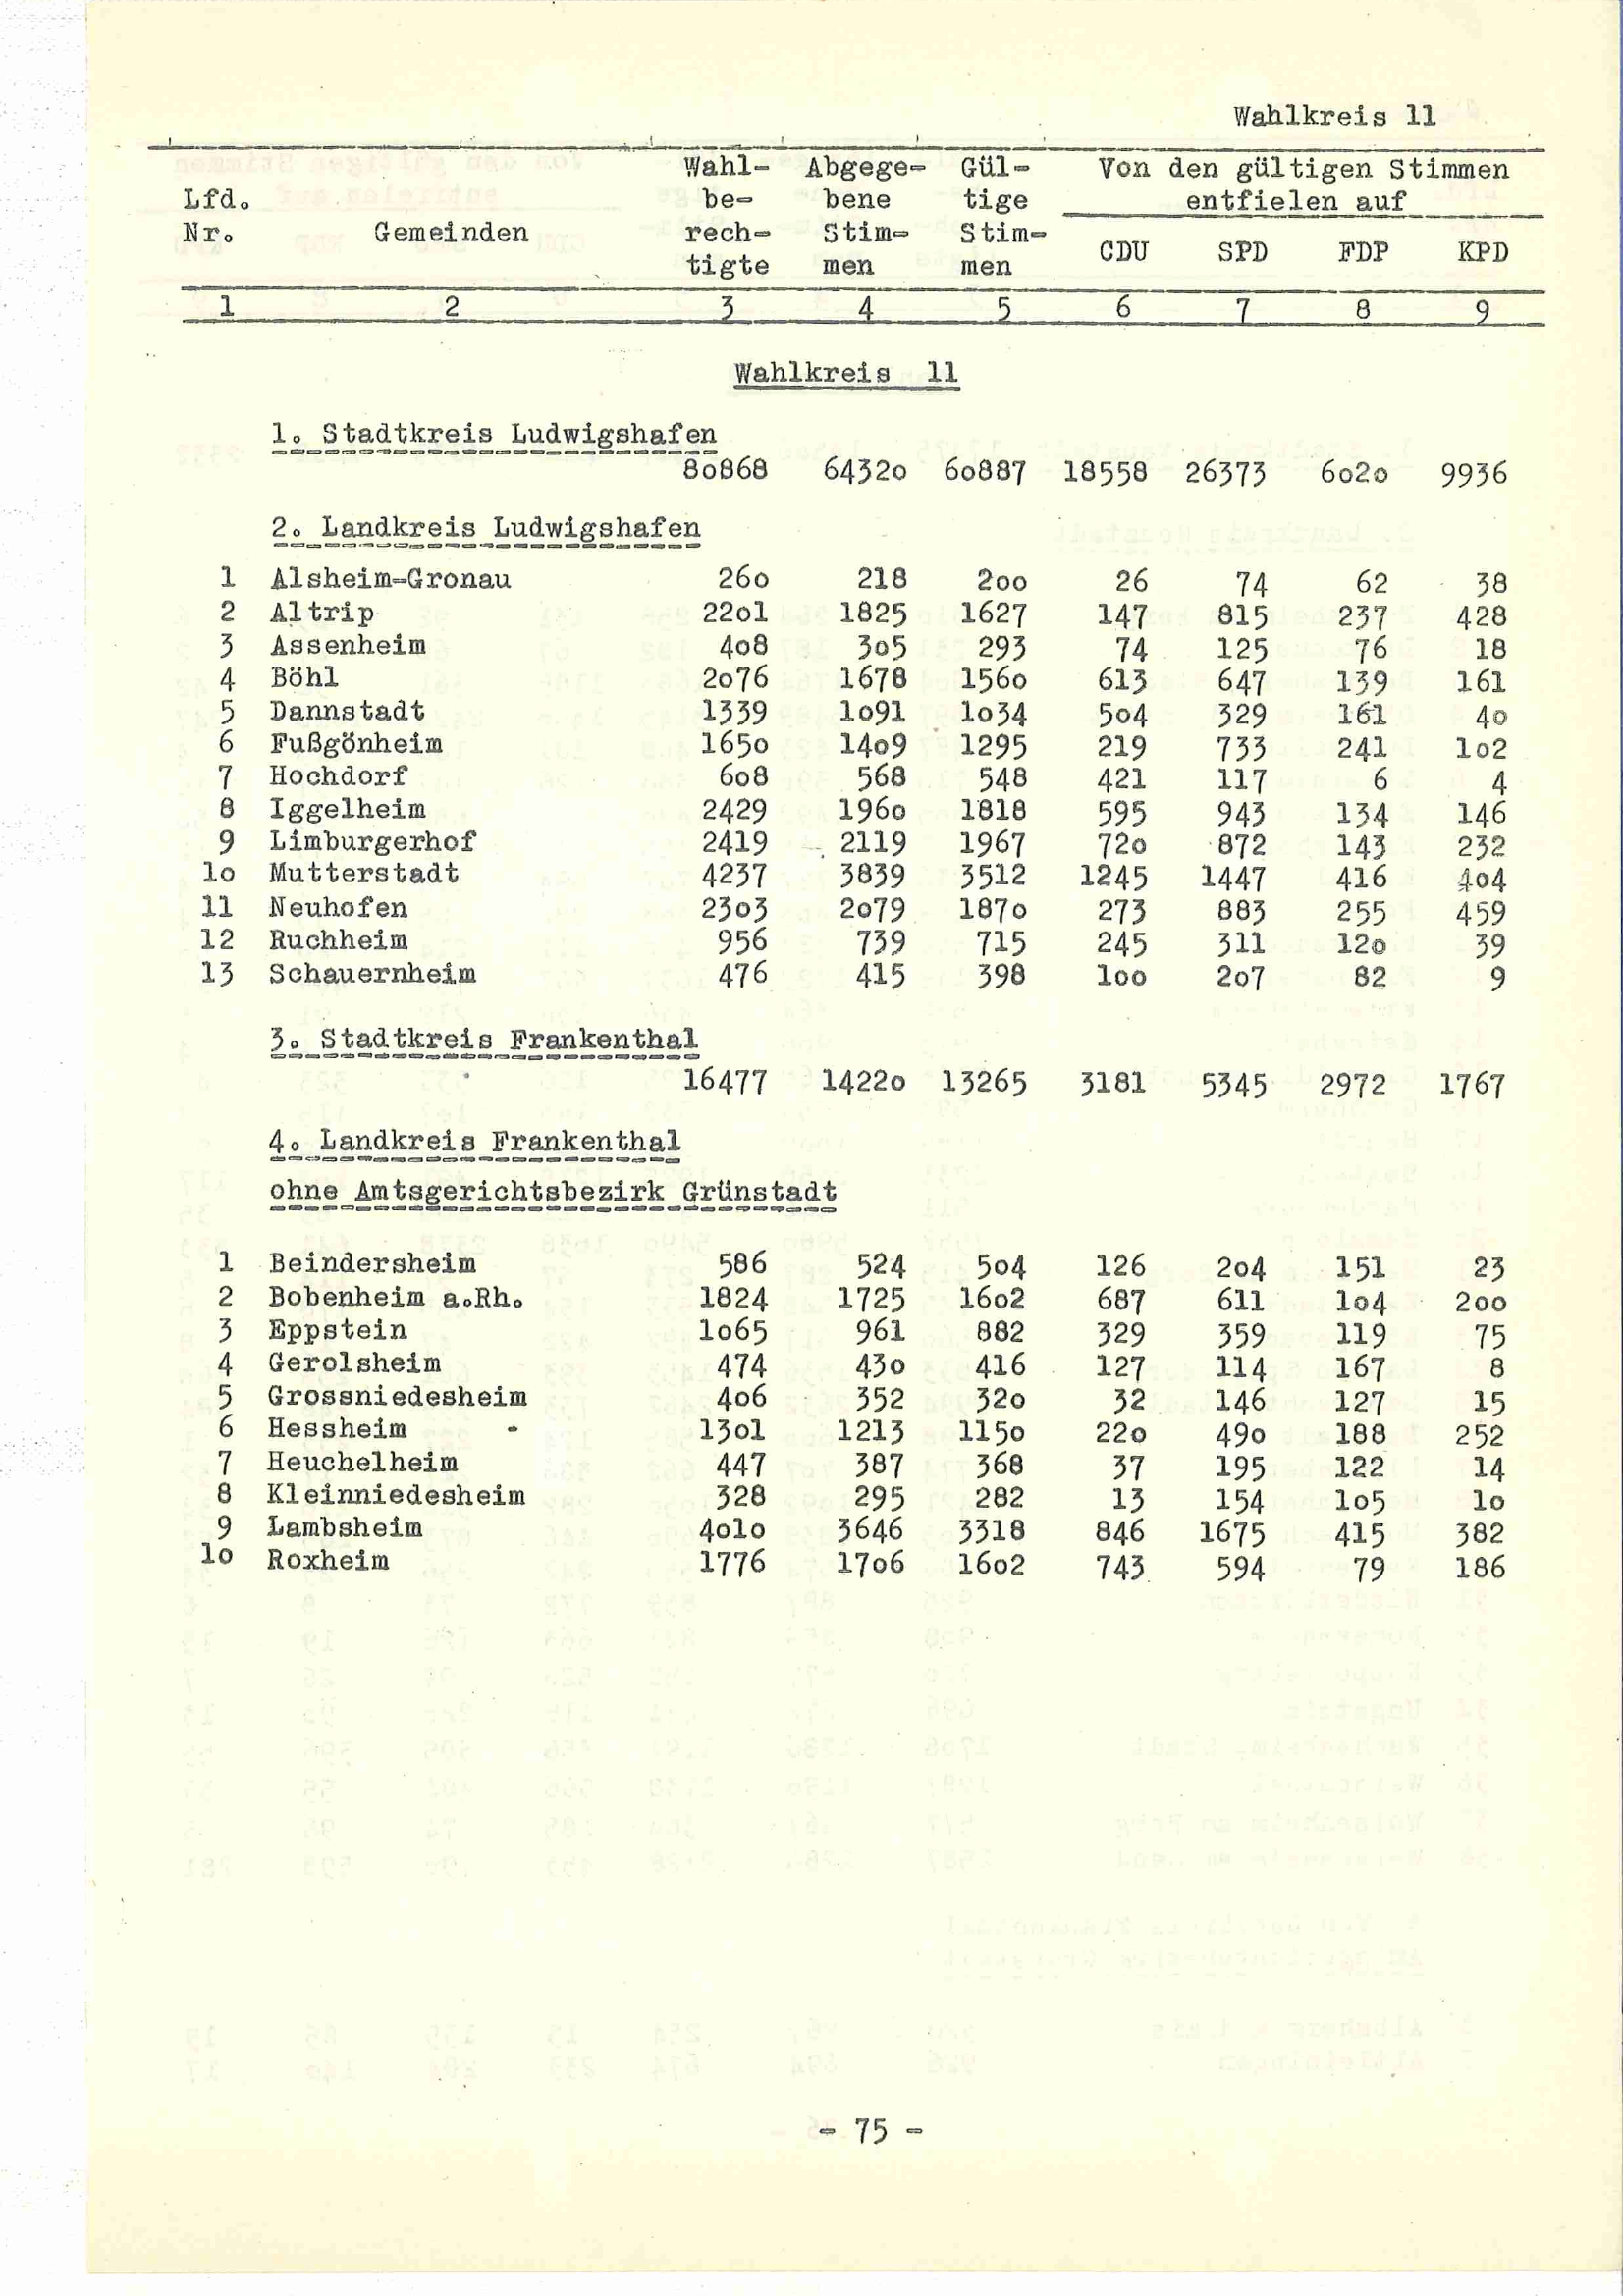 Wahlkreis 11
Wahl- Abgege- Gül- Von den gültigen Stimmen
Lfd. be- bene tige entfielen auf
Nr. Gemeinden rech- Stim- Stim- CDU SPD FDP KPD
tigte men men
1 2 3 4 5 6 7 8 9
Wahlkreis 11
1. Stadtkreis Ludwigshafen
80868 64320 60887 18558 26373 6020 9936
2. Landkreis Ludwigshafen
1 Alsheim-Gronau 260 218 200 26 74 62 38
2 Altrip 2201 1825 1627 147 815 237 428
3 Assenheim 408 305 293 74 125 76 18
4 Böhl 2076 1678 1560 613 647 139 161
5 Dannstadt 1339 1091 1034 504 329 161 40
6 Fußgönheim 1650 1409 1295 219 733 241 102
7 Hochdorf 608 568 548 421 117 6 4
8 Iggelheim 2429 1960 1818 595 943 134 146
9 Limburgerhof 2419 2119 1967 720 872 143 232
10 Mutterstadt 4237 3839 3512 1245 1447 416 404
11 Neuhofen 2303 2079 1870 273 883 255 459
12 Ruchheim 956 739 715 245 311 120 39
13 Schauernheim 476 415 398 100 207 82 9
3. Stadtkreis Frankenthal
16477 14220 13265 3181 5345 2972 1767
4. Landkreis Frankenthal
ohne Amtsgerichtsbezirk Grünstadt
1 Beindersheim 586 524 504 126 204 151 23
2 Bobenheim a.Rh. 1824 1725 1602 687 611 104 200
3 Eppstein 1065 961 882 329 359 119 75
4 Gerolsheim 474 430 416 127 114 167 8
5 Grossniedesheim 406 352 320 32 146 127 15
6 Hessheim 1301 1213 1150 220 490 188 252
7 Heuchelheim 447 387 368 37 195 122 14
8 Kleinniedesheim 328 295 282 13 154 105 10
9 Lambsheim 4010 3646 3318 846 1675 415 382
10 Roxheim 1776 1706 1602 743 594 79 186
- 75 -